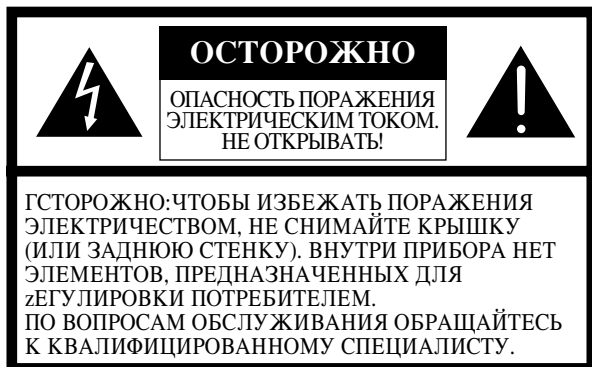 ОСТОРОЖНО
ОПАСНОСТЬ ПОРАЖЕНИЯ
ЭЛЕКТРИЧЕСКИМ ТОКОМ.
НЕ ОТКРЫВАТЬ!
ГСТОРОЖНО:ЧТОБЫ ИЗБЕЖАТЬ ПОРАЖЕНИЯ
ЭЛЕКТРИЧЕСТВОМ, НЕ СНИМАЙТЕ КРЫШКУ
(ИЛИ ЗАДНЮЮ СТЕНКУ). ВНУТРИ ПРИБОРА НЕТ
ЭЛЕМЕНТОВ, ПРЕДНАЗНАЧЕННЫХ ДЛЯ
zЕГУЛИРОВКИ ПОТРЕБИТЕЛЕМ.
ПО ВОПРОСАМ ОБСЛУЖИВАНИЯ ОБРАЩАЙТЕСЬ
К КВАЛИФИЦИРОВАННОМУ СПЕЦИАЛИСТУ.